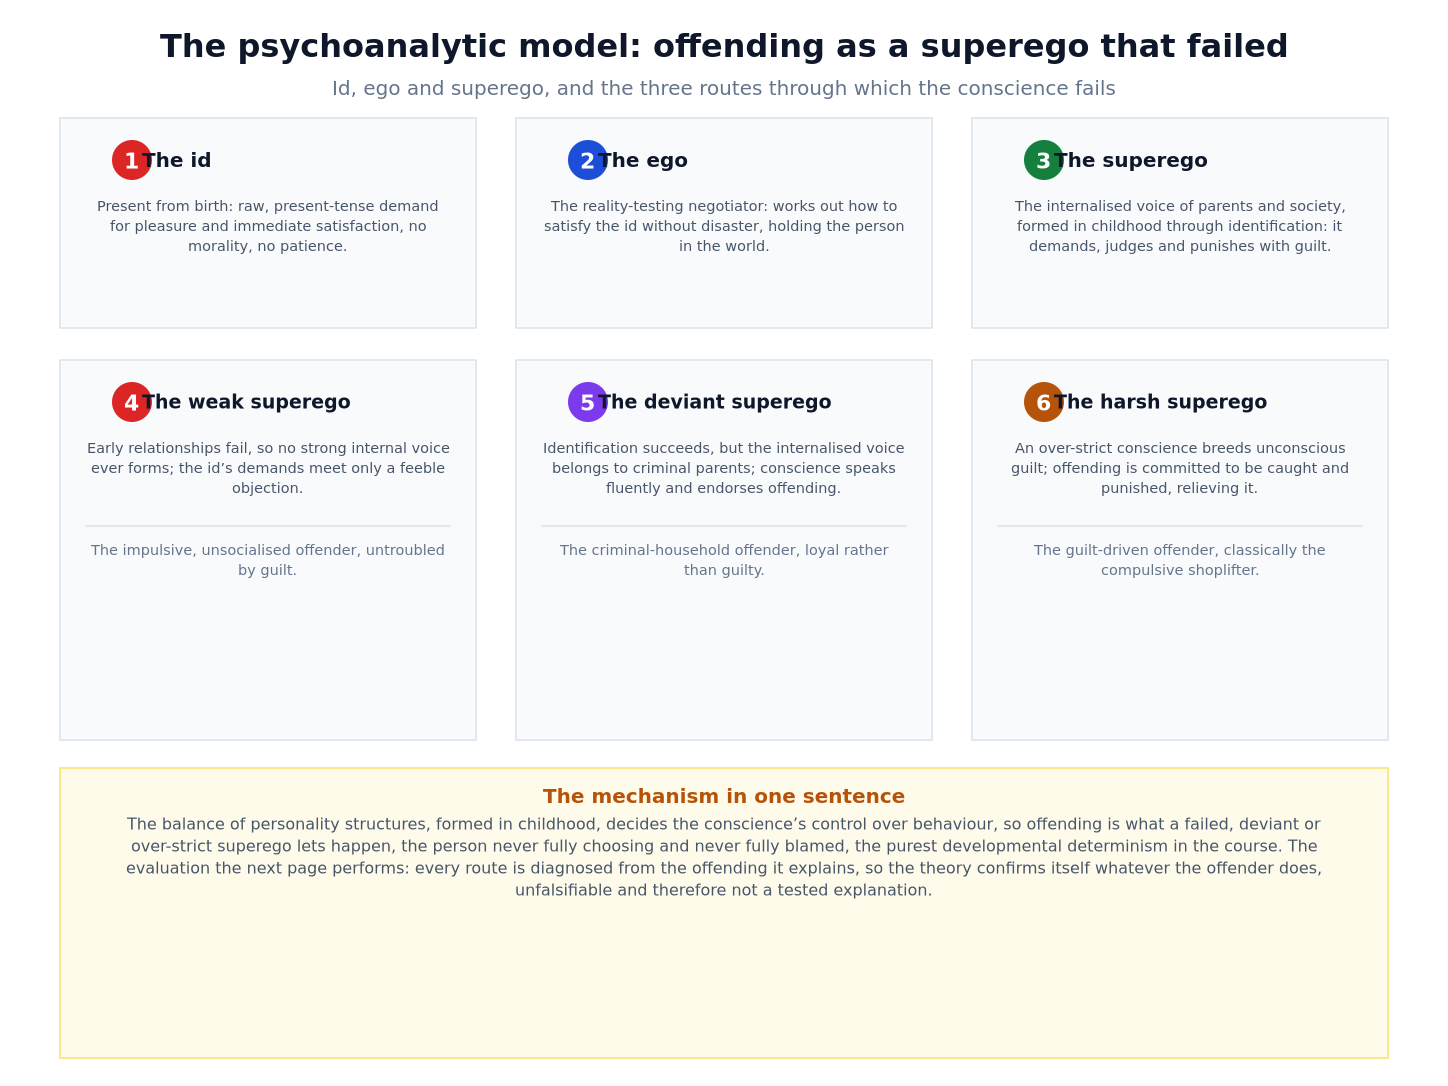 The psychoanalytic model: offending as a superego that failed
Id, ego and superego, and the three routes through which the conscience fails
1 The id
Present from birth: raw, present-tense demand
for pleasure and immediate satisfaction, no
morality, no patience.
2 The ego
The reality-testing negotiator: works out how to
satisfy the id without disaster, holding the person
in the world.
3 The superego
The internalised voice of parents and society,
formed in childhood through identification: it
demands, judges and punishes with guilt.
4 The weak superego
Early relationships fail, so no strong internal voice
ever forms; the id’s demands meet only a feeble
objection.
The impulsive, unsocialised offender, untroubled
by guilt.
5 The deviant superego
Identification succeeds, but the internalised voice
belongs to criminal parents; conscience speaks
fluently and endorses offending.
The criminal-household offender, loyal rather
than guilty.
6 The harsh superego
An over-strict conscience breeds unconscious
guilt; offending is committed to be caught and
punished, relieving it.
The guilt-driven offender, classically the
compulsive shoplifter.
The mechanism in one sentence
The balance of personality structures, formed in childhood, decides the conscience’s control over behaviour, so offending is what a failed, deviant or
over-strict superego lets happen, the person never fully choosing and never fully blamed, the purest developmental determinism in the course. The
evaluation the next page performs: every route is diagnosed from the offending it explains, so the theory confirms itself whatever the offender does,
unfalsifiable and therefore not a tested explanation.